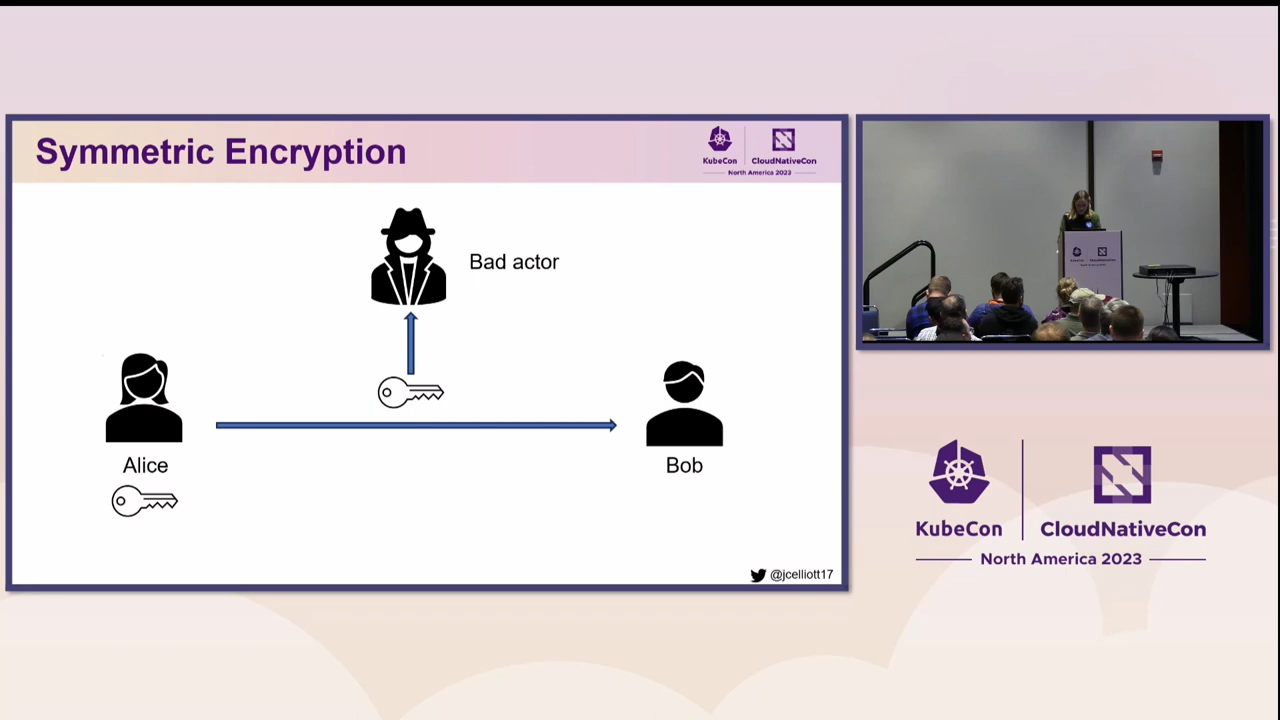 Symmetric Encryption
KubeCon
CloudNativeCon
North America 2023
Bad actor
Alice
Bob
@jcelliott17
KubeCon
CloudNativeCon
North America 2023